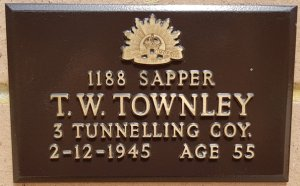 1188 SAPPER
T. W. TOWNLEY
3 TUNNELLING COY.
2-12-1945 AGE 55